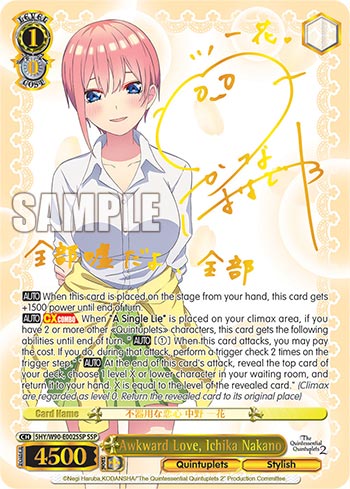 LEVEL
1
0
COST
一花。
SAMPLE
全部嘘だよ、全部
AUTO When this card is placed on the stage from your hand, this card gets
+1500 power until end of turn.
AUTO CX COMBO When "A Single Lie" is placed on your climax area, if you
have 2 or more other «Quintuplets» characters, this card gets the following
abilities until end of turn. "AUTO [①] When this card attacks, you may pay
the cost. If you do, during that attack, perform a trigger check 2 times on the
trigger step." "AUTO At the end of this card's attack, reveal the top card of
your deck, choose 1 level X or lower character in your waiting room, and
return it to your hand. X is equal to the level of the revealed card." (Climax
are regarded as level 0. Return the revealed card to its original place)
Card Name
不器用な恋心 中野 一花
CH 5HY/W90-E002SSP SSP
Awkward Love, Ichika Nakano
The Quintessential Quintuplets 2
POWER
4500
Quintuplets
Stylish
©Negi Haruba,KODANSHA/"The Quintessential Quintuplets 2" Production Committee